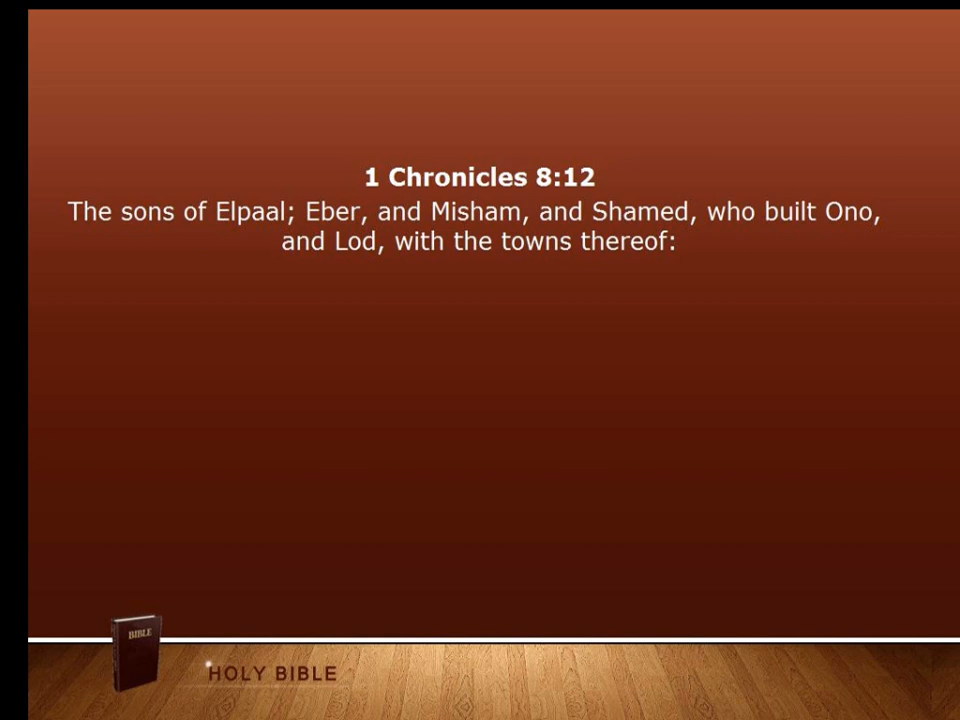 1 Chronicles 8:12
The sons of Elpaal; Eber, and Misham, and Shamed, who built Ono,
and Lod, with the towns thereof:
BIBLE
HOLY BIBLE